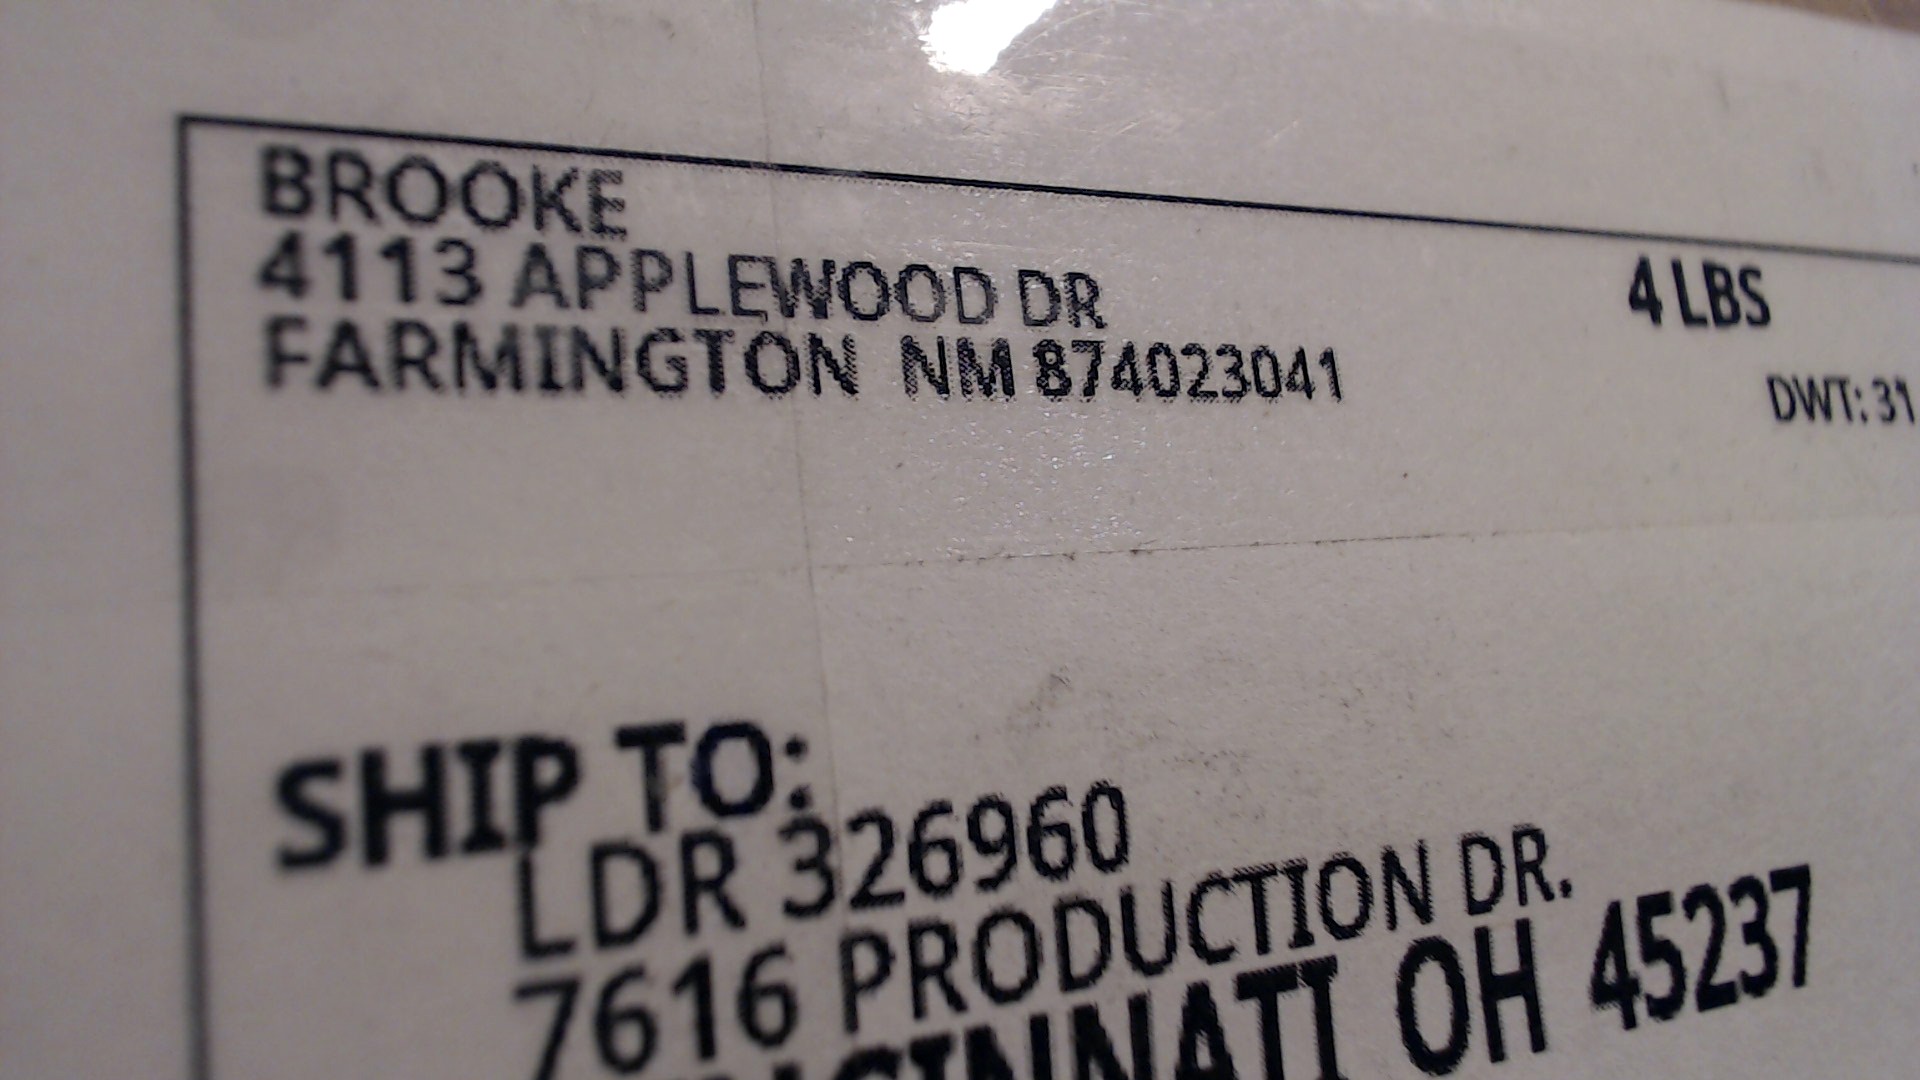 BROOKE
4113 APPLEWOOD DR
FARMINGTON NM 874023041
4 LBS
DWT: 31
SHIP TO:
LDR 326960
7616 PRODUCTION DR.
CINNATI OH 45237